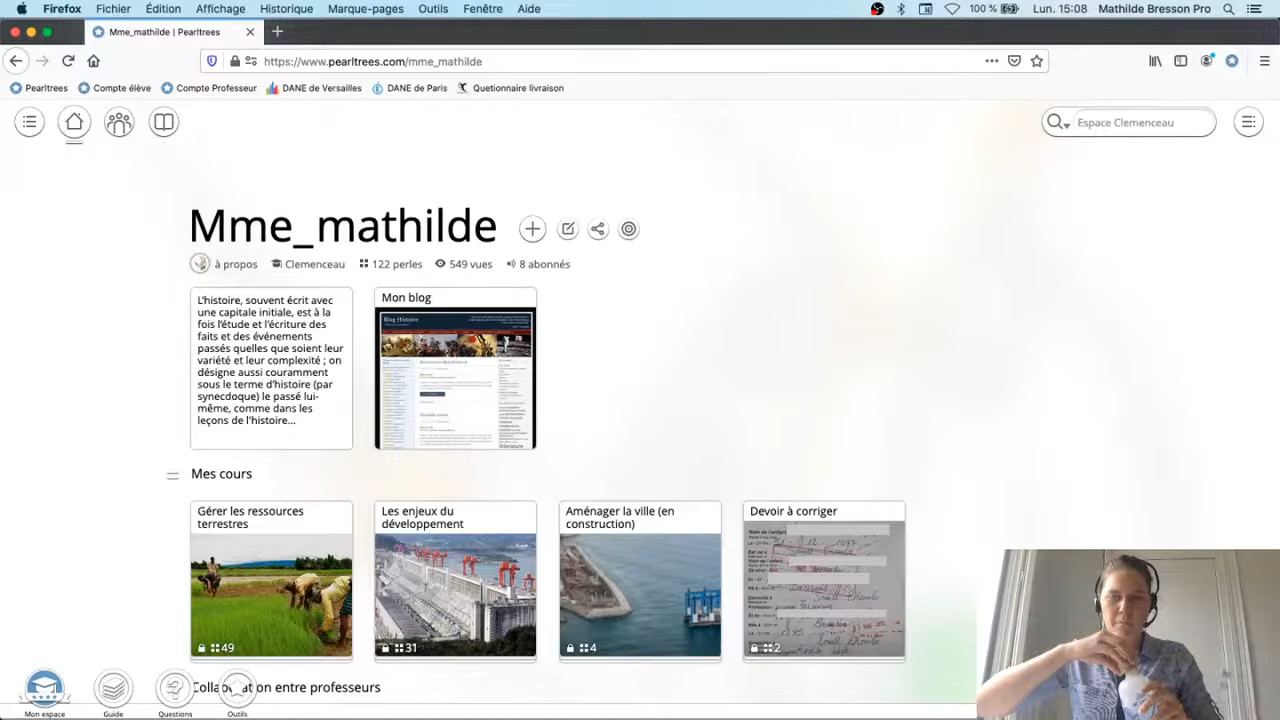 Firefox Fichier Édition Affichage Historique Marque-pages Outils Fenêtre Aide 100 % Lun. 15:08 Mathilde Bresson Pro
Mme_mathilde | Pearltrees
https://www.pearltrees.com/mme_mathilde
Pearltrees Compte élève Compte Professeur DANE de Versailles DANE de Paris Quetionnaire livraison
Espace Clemenceau
Mme_mathilde
à propos Clemenceau 122 perles 549 vues 8 abonnés
L'histoire, souvent écrit avec
une capitale initiale, est à la
fois l'étude et l'écriture des
faits et des événements
passés quelles que soient leur
variété et leur complexité ; on
désigne aussi couramment
sous le terme d'histoire (par
synecdoque) le passé lui-
même, comme dans les
leçons de l'histoire...
Mon blog
Blog Histoire
Mes cours
Gérer les ressources
terrestres
49
Les enjeux du
développement
31
Aménager la ville (en
construction)
4
Devoir à corriger
2
Collaboration entre professeurs
Mon espace Guide Questions Outils